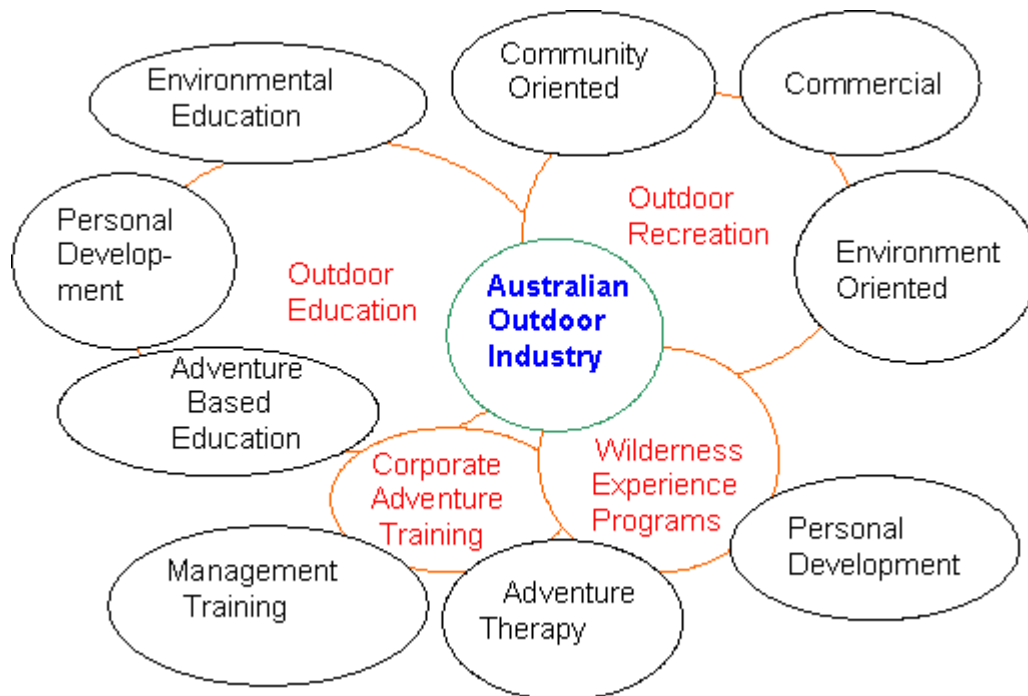 Environmental
Education
Community
Oriented
Commercial
Personal
Develop-
ment
Outdoor
Education
Outdoor
Recreation
Australian
Outdoor
Industry
Environment
Oriented
Adventure
Based
Education
Corporate
Adventure
Training
Wilderness
Experience
Programs
Management
Training
Adventure
Therapy
Personal
Development